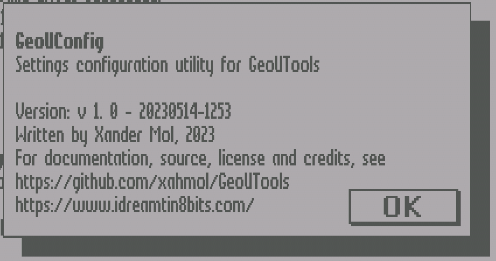 GeoUConfig
Settings configuration utility for GeoUTools
Version: v 1. 0 - 20230514-1253
Written by Xander Mol, 2023
For documentation, source, license and credits, see
https://github.com/xahmol/GeoUTools
https://www.idreamtin8bits.com/
OK